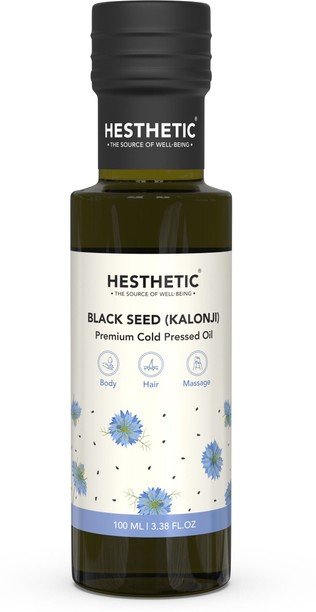 HESTHETIC®
• THE SOURCE OF WELL-BEING •
HESTHETIC®
• THE SOURCE OF WELL-BEING •
BLACK SEED (KALONJI)
Premium Cold Pressed Oil
Body Hair Massage
100 ML | 3.38 FL.OZ